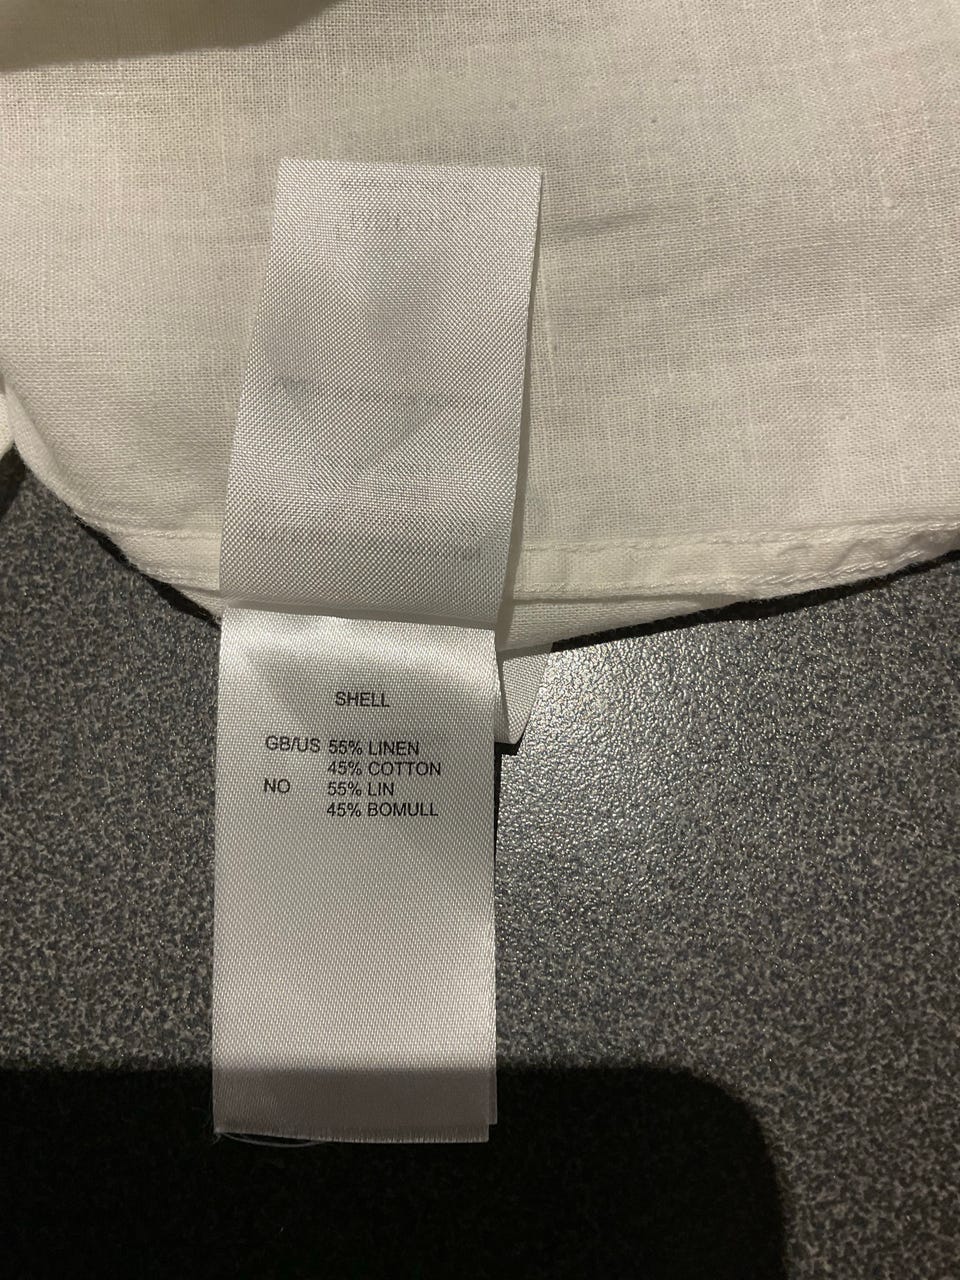 SHELL
GB/US 55% LINEN
45% COTTON
NO 55% LIN
45% BOMULL